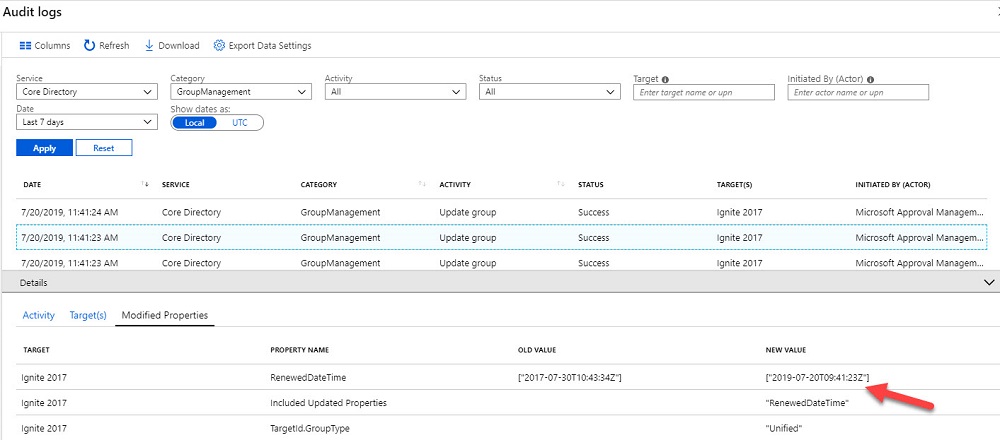 Audit logs
Columns Refresh Download Export Data Settings
Service Category Activity Status Target Initiated By (Actor)
Core Directory GroupManagement All All Enter target name or upn Enter actor name or upn
Date Show dates as:
Last 7 days Local UTC
Apply Reset
DATE SERVICE CATEGORY ACTIVITY STATUS TARGET(S) INITIATED BY (ACTOR)
7/20/2019, 11:41:24 AM Core Directory GroupManagement Update group Success Ignite 2017 Microsoft Approval Managem...
7/20/2019, 11:41:23 AM Core Directory GroupManagement Update group Success Ignite 2017 Microsoft Approval Managem...
7/20/2019, 11:41:23 AM Core Directory GroupManagement Update group Success Ignite 2017 Microsoft Approval Managem...
Details
Activity Target(s) Modified Properties
TARGET PROPERTY NAME OLD VALUE NEW VALUE
Ignite 2017 RenewedDateTime ["2017-07-30T10:43:34Z"] ["2019-07-20T09:41:23Z"]
Ignite 2017 Included Updated Properties "RenewedDateTime"
Ignite 2017 TargetId.GroupType "Unified"